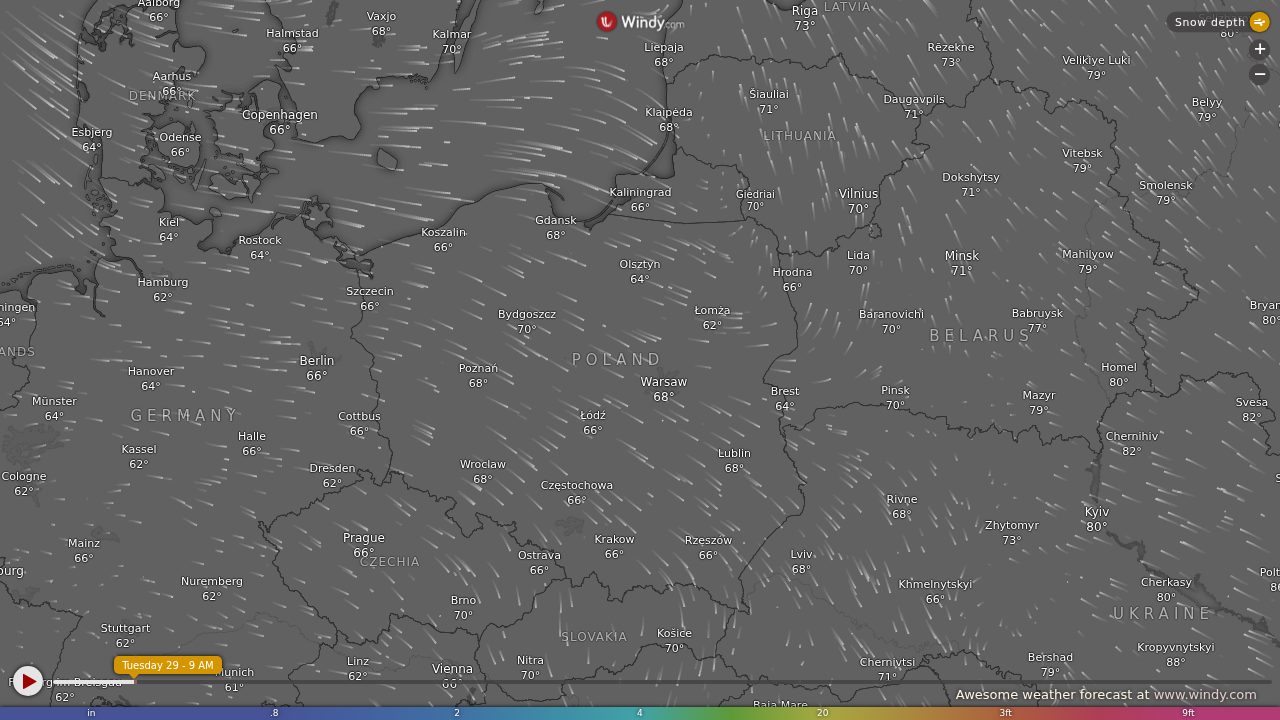 Aalborg
66°
Vaxjo
68°
Halmstad
66°
Kalmar
70°
Windy.com
Riga
73°
LATVIA
Snow depth
80°
Liepaja
68°
Rēzekne
73°
Velikiye Luki
79°
+
−
Aarhus
66°
DENMARK
Šiauliai
71°
Daugavpils
71°
Belyy
79°
Copenhagen
66°
Klaipėda
68°
LITHUANIA
Esbjerg
64°
Odense
66°
Vitebsk
79°
Kaliningrad
66°
Giedriai
70°
Vilnius
70°
Dokshytsy
71°
Smolensk
79°
Kiel
64°
Rostock
64°
Koszalin
66°
Gdansk
68°
Olsztyn
64°
Hrodna
66°
Lida
70°
Minsk
71°
Mahilyow
79°
Hamburg
62°
Szczecin
66°
Bydgoszcz
70°
Łomża
62°
Baranovichi
70°
Babruysk
77°
BELARUS
80°
ANDS
Berlin
66°
Hanover
64°
Poznań
68°
POLAND
Warsaw
68°
Brest
64°
Pinsk
70°
Homel
80°
Mazyr
79°
Svesa
82°
Münster
64°
GERMANY
Cottbus
66°
Łódź
66°
Halle
66°
Kassel
62°
Lublin
68°
Chernihiv
82°
Cologne
62°
Dresden
62°
Wroclaw
68°
Częstochowa
66°
Rivne
68°
Zhytomyr
73°
Kyiv
80°
Mainz
66°
Prague
66°
CZECHIA
Ostrava
66°
Krakow
66°
Rzeszow
66°
Lviv
68°
Nuremberg
62°
Brno
70°
Khmelnytskyi
66°
Cherkasy
80°
UKRAINE
Stuttgart
62°
SLOVAKIA
Košice
70°
Kropyvnytskyi
88°
Tuesday 29 - 9 AM
Munich
61°
62°
Linz
62°
Vienna
66°
Nitra
70°
Chernivtsi
71°
Bershad
79°
Awesome weather forecast at www.windy.com
Baia Mare
in .8 2 4 20 3ft 9ft